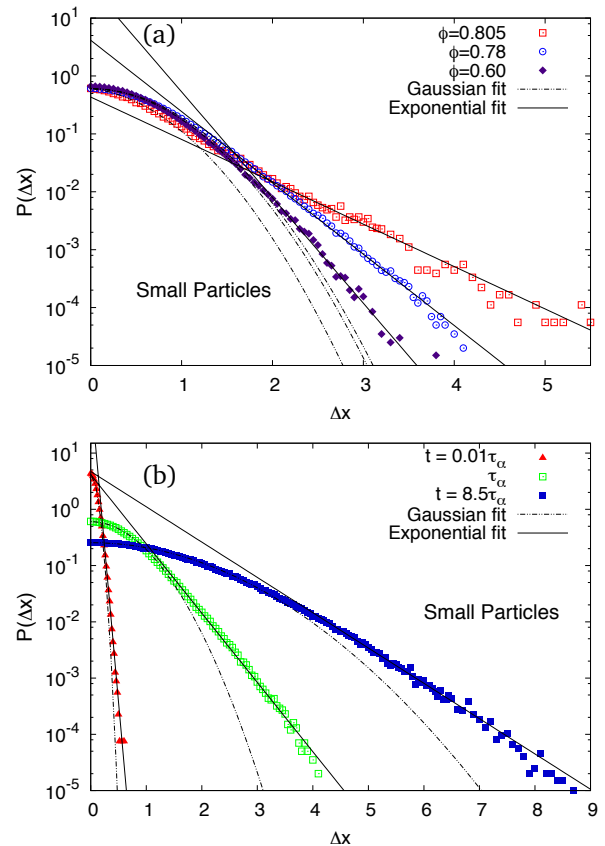 (a)
φ=0.805
φ=0.78
φ=0.60
Gaussian fit
Exponential fit
10^1
10^0
10^-1
10^-2
10^-3
10^-4
10^-5
P(Δx)
Small Particles
0 1 2 3 4 5
Δx
(b)
t = 0.01τ_α
τ_α
t = 8.5τ_α
Gaussian fit
Exponential fit
10^1
10^0
10^-1
10^-2
10^-3
10^-4
10^-5
P(Δx)
Small Particles
0 1 2 3 4 5 6 7 8 9
Δx